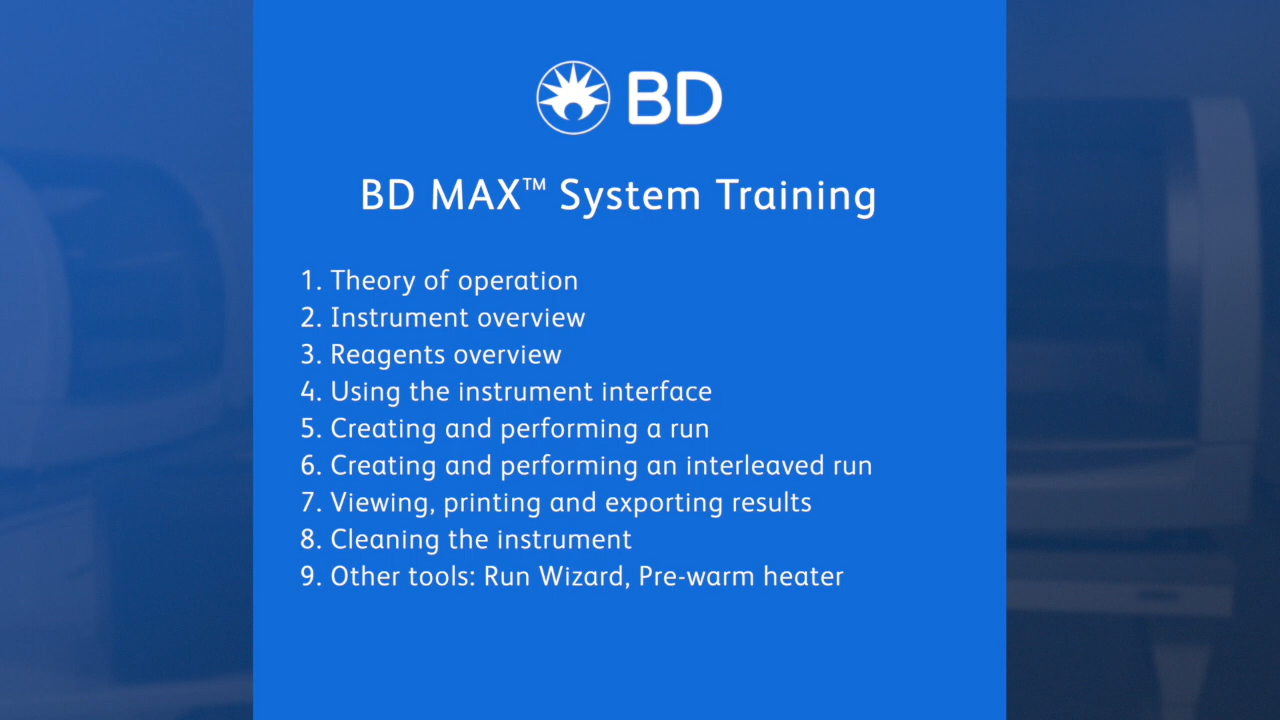 BD
BD MAX™ System Training
1. Theory of operation
2. Instrument overview
3. Reagents overview
4. Using the instrument interface
5. Creating and performing a run
6. Creating and performing an interleaved run
7. Viewing, printing and exporting results
8. Cleaning the instrument
9. Other tools: Run Wizard, Pre-warm heater